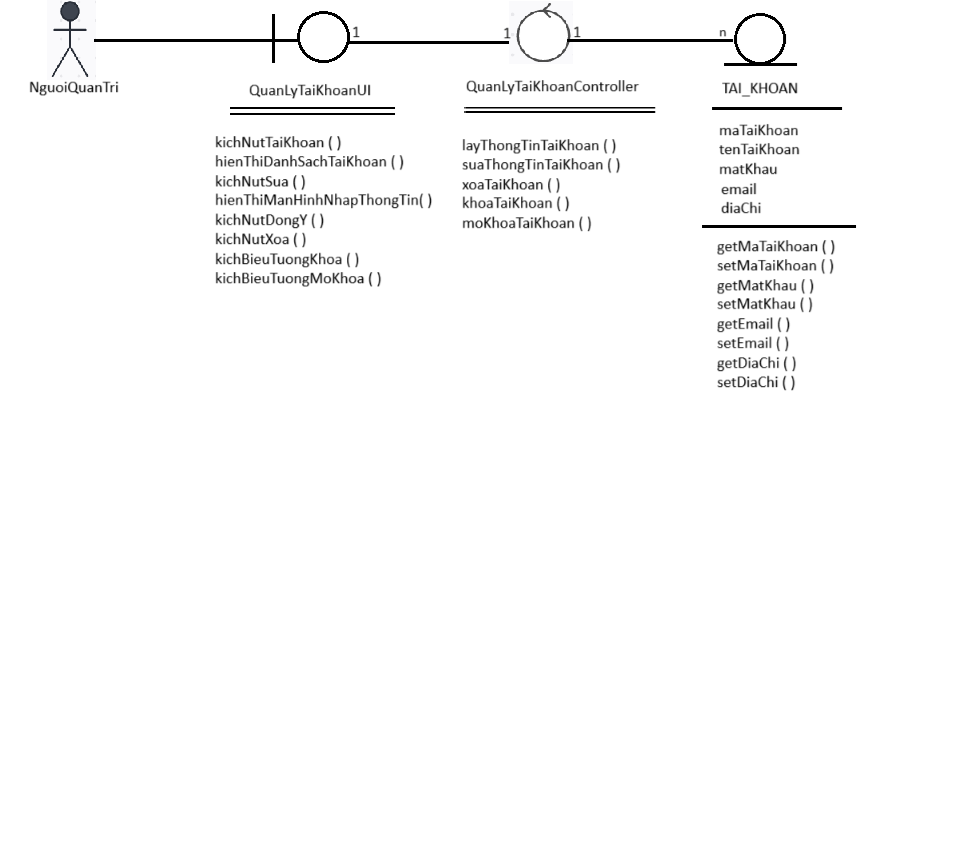 1
1
1
n
NguoiQuanTri
QuanLyTaiKhoanUI
kichNutTaiKhoan ( )
hienThiDanhSachTaiKhoan ( )
kichNutSua ( )
hienThiManHinhNhapThongTin( )
kichNutDongY ( )
kichNutXoa ( )
kichBieuTuongKhoa ( )
kichBieuTuongMoKhoa ( )
QuanLyTaiKhoanController
layThongTinTaiKhoan ( )
suaThongTinTaiKhoan ( )
xoaTaiKhoan ( )
khoaTaiKhoan ( )
moKhoaTaiKhoan ( )
TAI_KHOAN
maTaiKhoan
tenTaiKhoan
matKhau
email
diaChi
getMaTaiKhoan ( )
setMaTaiKhoan ( )
getMatKhau ( )
setMatKhau ( )
getEmail ( )
setEmail ( )
getDiaChi ( )
setDiaChi ( )